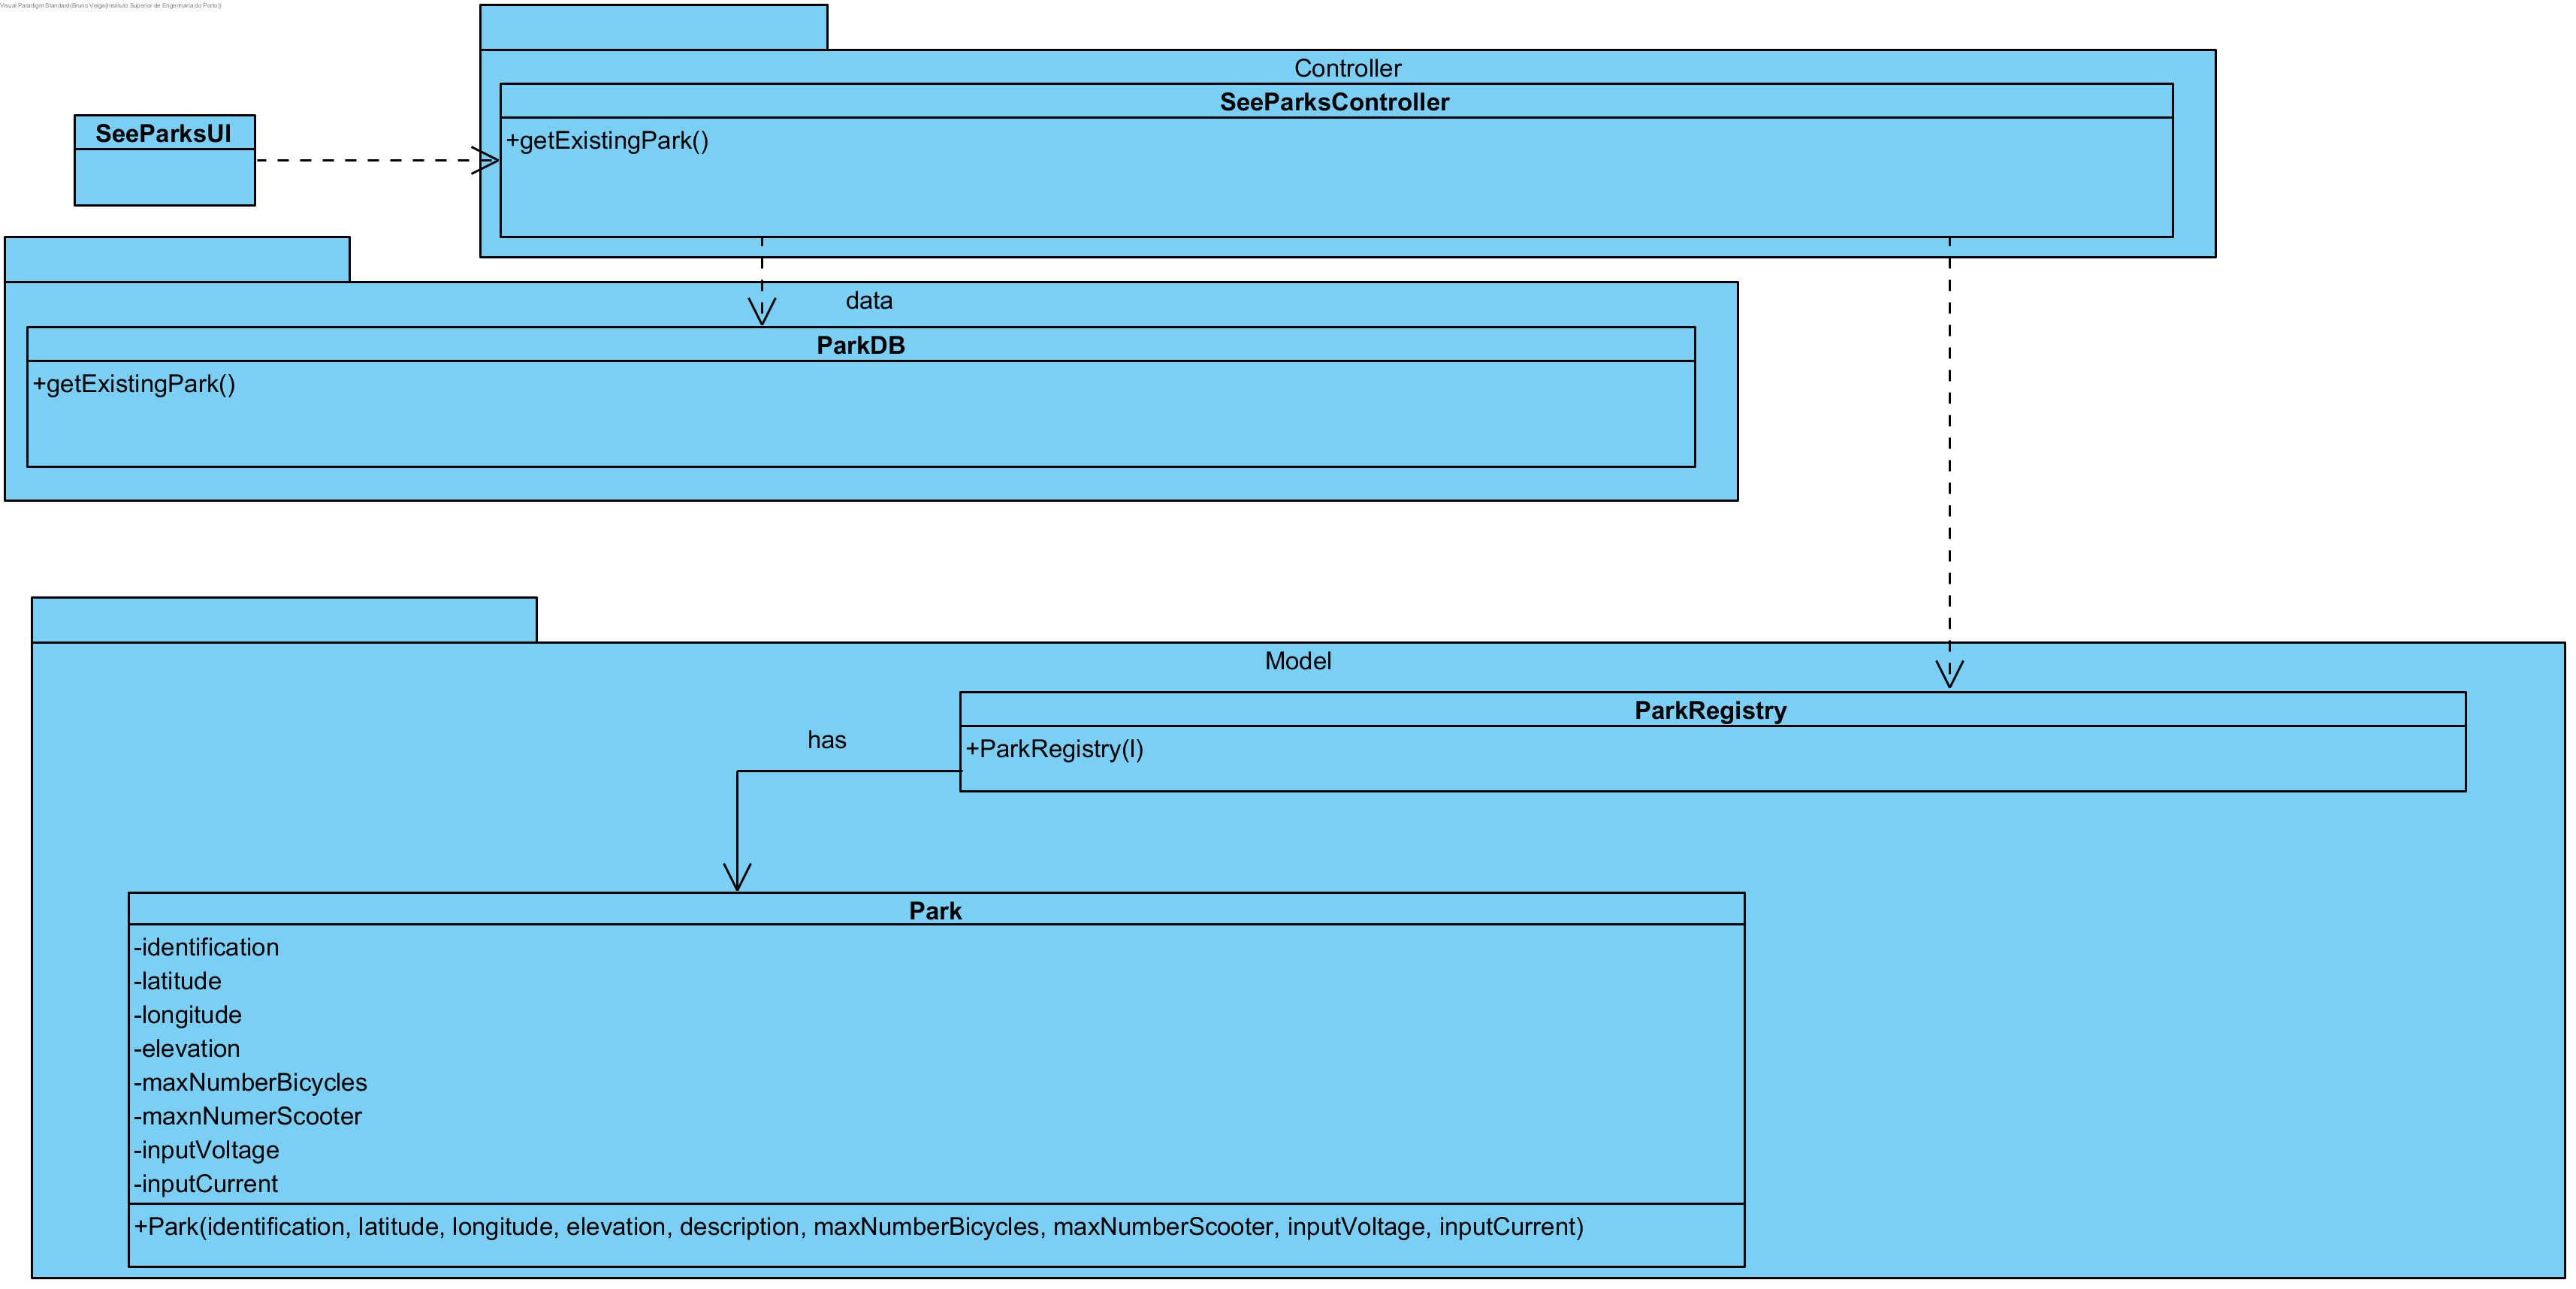 Visual Paradigm Standard(Bruno Veiga(Instituto Superior de Engenharia do Porto))
Controller
SeeParksController
+getExistingPark()
SeeParksUI
data
ParkDB
+getExistingPark()
Model
ParkRegistry
+ParkRegistry(l)
has
Park
-identification
-latitude
-longitude
-elevation
-maxNumberBicycles
-maxnNumerScooter
-inputVoltage
-inputCurrent
+Park(identification, latitude, longitude, elevation, description, maxNumberBicycles, maxNumberScooter, inputVoltage, inputCurrent)